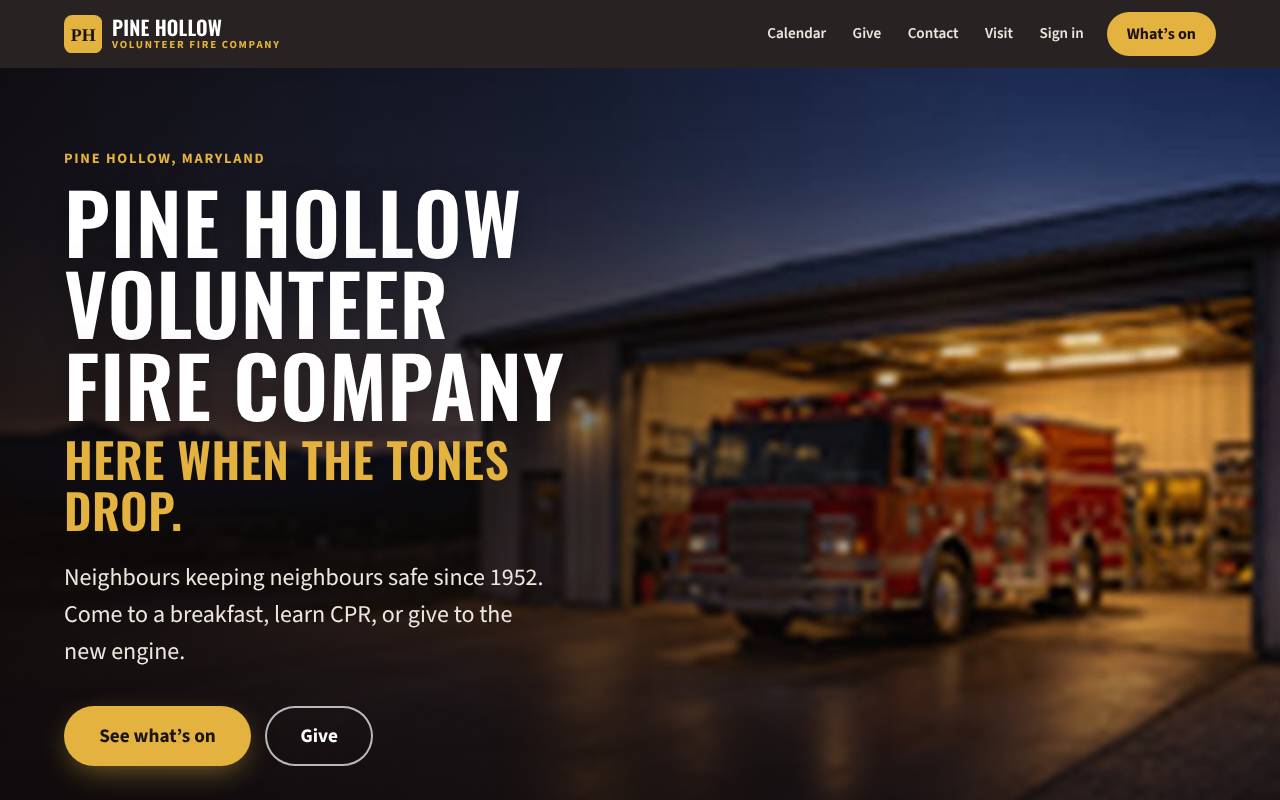 PH
PINE HOLLOW
VOLUNTEER FIRE COMPANY
Calendar
Give
Contact
Visit
Sign in
What’s on
PINE HOLLOW, MARYLAND
PINE HOLLOW
VOLUNTEER
FIRE COMPANY
HERE WHEN THE TONES
DROP.
Neighbours keeping neighbours safe since 1952.
Come to a breakfast, learn CPR, or give to the
new engine.
See what’s on
Give